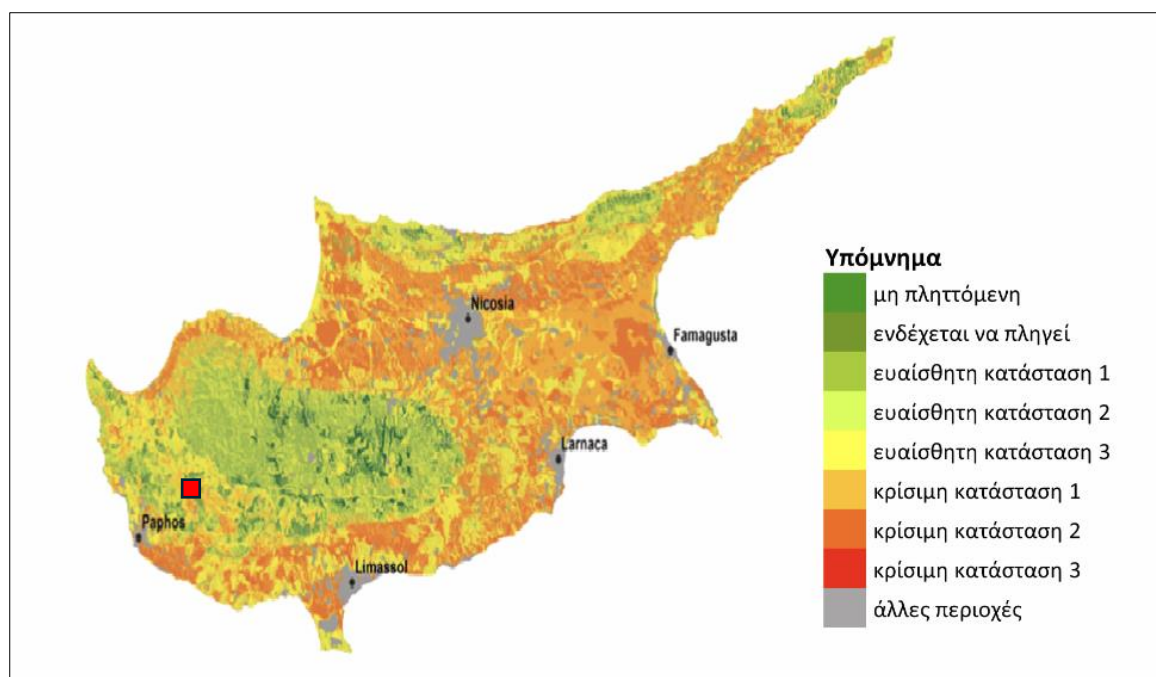 Nicosia
Famagusta
Larnaca
Paphos
Limassol
Υπόμνημα
μη πληττόμενη
ενδέχεται να πληγεί
ευαίσθητη κατάσταση 1
ευαίσθητη κατάσταση 2
ευαίσθητη κατάσταση 3
κρίσιμη κατάσταση 1
κρίσιμη κατάσταση 2
κρίσιμη κατάσταση 3
άλλες περιοχές